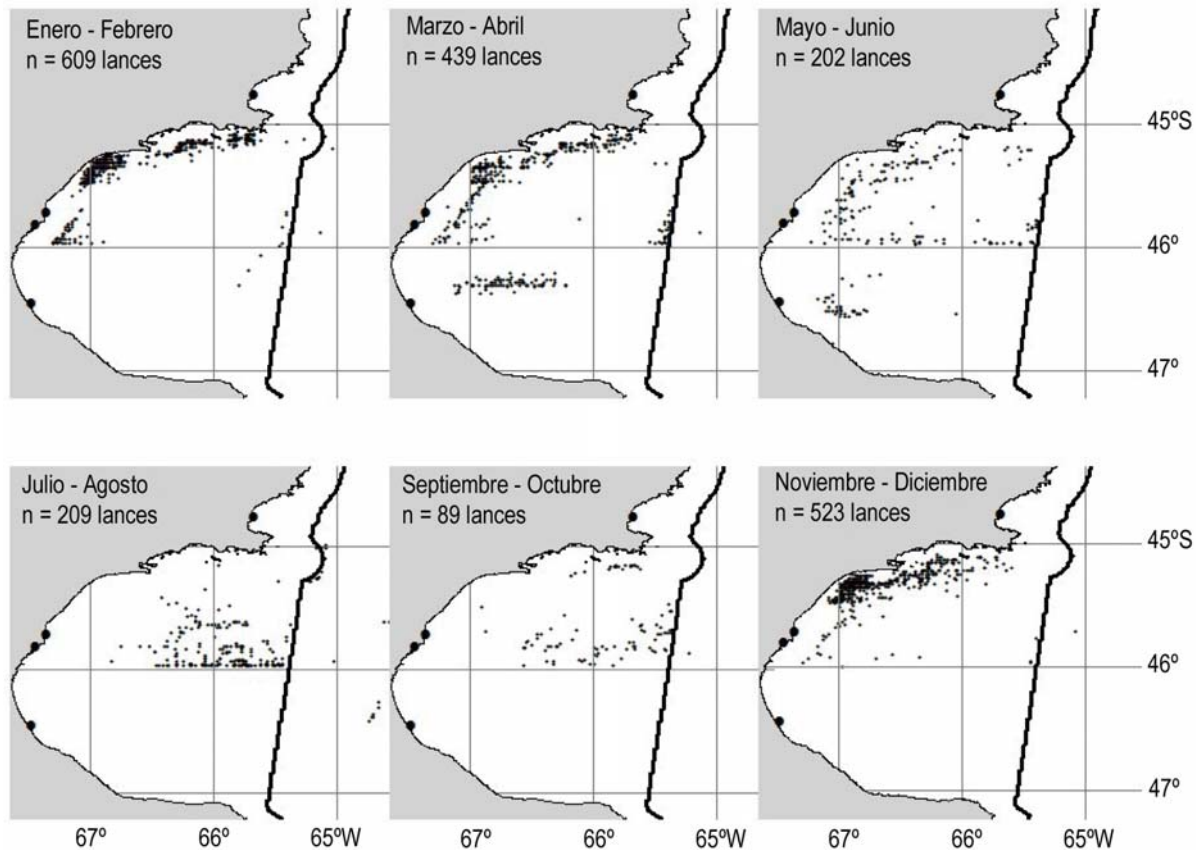 Enero - Febrero
n = 609 lances
Marzo - Abril
n = 439 lances
Mayo - Junio
n = 202 lances
45ºS
46º
47º
Julio - Agosto
n = 209 lances
Septiembre - Octubre
n = 89 lances
Noviembre - Diciembre
n = 523 lances
45ºS
46º
47º
67º
66º
65ºW
67º
66º
65ºW
67º
66º
65ºW